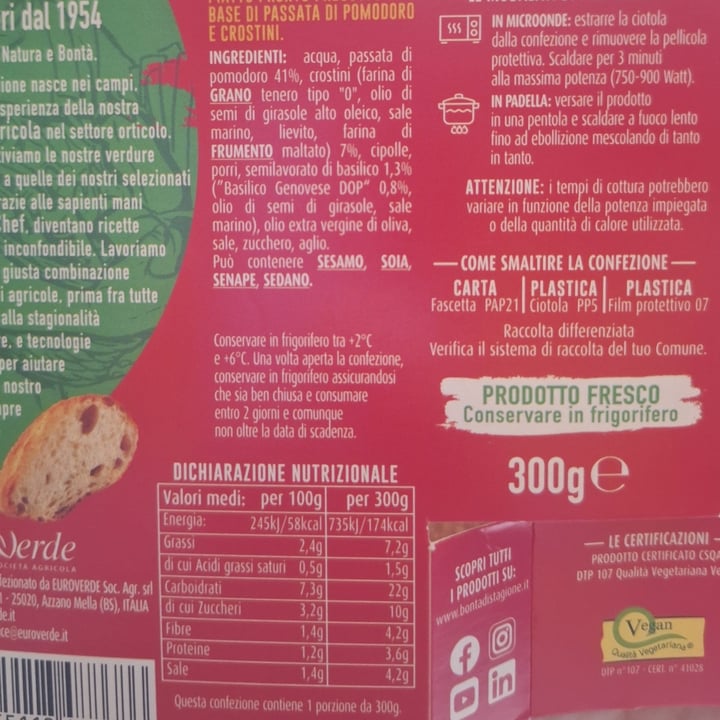 ri dal 1954
Natura e Bontà.
ione nasce nei campi.
sperienza della nostra
ricola nel settore orticolo.
tiviamo le nostre verdure
a quelle dei nostri selezionati
razie alle sapienti mani
Chef, diventano ricette
inconfondibile. Lavoriamo
giusta combinazione
i agricole, prima fra tutte
alla stagionalità
re, e tecnologie
per aiutare
nostro
pre
Verde
SOCIETÀ AGRICOLA
lezionato da EUROVERDE Soc. Agr. srl
1 - 25020, Azzano Mella (BS), ITALIA
de.it
ce@euroverde.it
BASE DI PASSATA DI POMODORO
E CROSTINI.
INGREDIENTI: acqua, passata di
pomodoro 41%, crostini (farina di
GRANO tenero tipo "0", olio di
semi di girasole alto oleico, sale
marino, lievito, farina di
FRUMENTO maltato) 7%, cipolle,
porri, semilavorato di basilico 1,3%
("Basilico Genovese DOP" 0,8%,
olio di semi di girasole, sale
marino), olio extra vergine di oliva,
sale, zucchero, aglio.
Può contenere SESAMO, SOIA,
SENAPE, SEDANO.
Conservare in frigorifero tra +2°C
e +6°C. Una volta aperta la confezione,
conservare in frigorifero assicurandosi
che sia ben chiusa e consumare
entro 2 giorni e comunque
non oltre la data di scadenza.
DICHIARAZIONE NUTRIZIONALE
Valori medi: per 100g per 300g
Energia: 245kJ/58kcal 735kJ/174kcal
Grassi 2,4g 7,2g
di cui Acidi grassi saturi 0,5g 1,5g
Carboidrati 7,3g 22g
di cui Zuccheri 3,2g 10g
Fibre 1,4g 4,2g
Proteine 1,2g 3,6g
Sale 1,4g 4,2g
Questa confezione contiene 1 porzione da 300g.
IN MICROONDE: estrarre la ciotola
dalla confezione e rimuovere la pellicola
protettiva. Scaldare per 3 minuti
alla massima potenza (750-900 Watt).
IN PADELLA: versare il prodotto
in una pentola e scaldare a fuoco lento
fino ad ebollizione mescolando di tanto
in tanto.
ATTENZIONE: i tempi di cottura potrebbero
variare in funzione della potenza impiegata
o della quantità di calore utilizzata.
COME SMALTIRE LA CONFEZIONE
CARTA PLASTICA PLASTICA
Fascetta PAP21 Ciotola PP5 Film protettivo 07
Raccolta differenziata
Verifica il sistema di raccolta del tuo Comune.
PRODOTTO FRESCO
Conservare in frigorifero
300g e
SCOPRI TUTTI
I PRODOTTI SU:
www.bontadistagione.it
LE CERTIFICAZIONI
PRODOTTO CERTIFICATO CSQA
DTP 107 Qualità Vegetariana Ve
Vegan
Qualità Vegetariana®
DTP n°107 - CERT. n° 41028